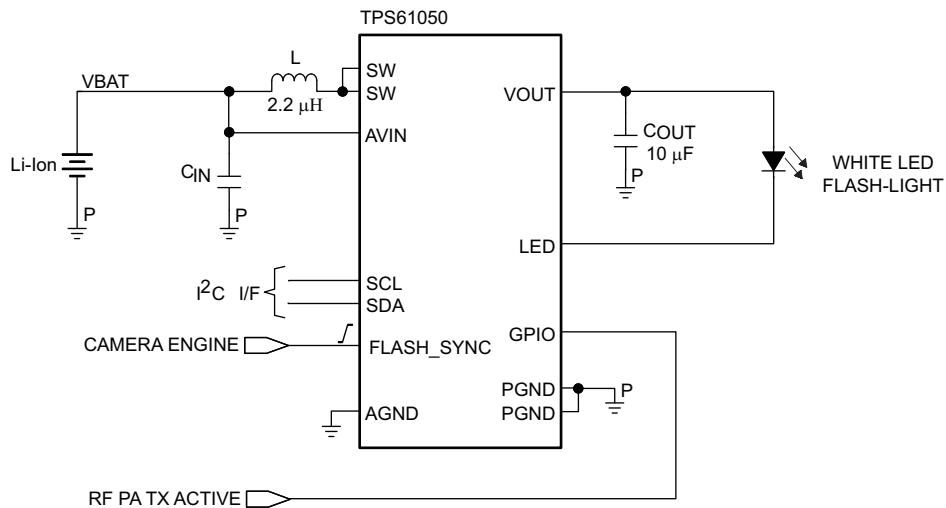 TPS61050
L
VBAT
SW
SW
2.2 μH
VOUT
AVIN
COUT
10 μF
Li-Ion
CIN
P
P
P
WHITE LED
FLASH-LIGHT
LED
SCL
I²C I/F
SDA
GPIO
CAMERA ENGINE
FLASH_SYNC
PGND
P
PGND
AGND
RF PA TX ACTIVE